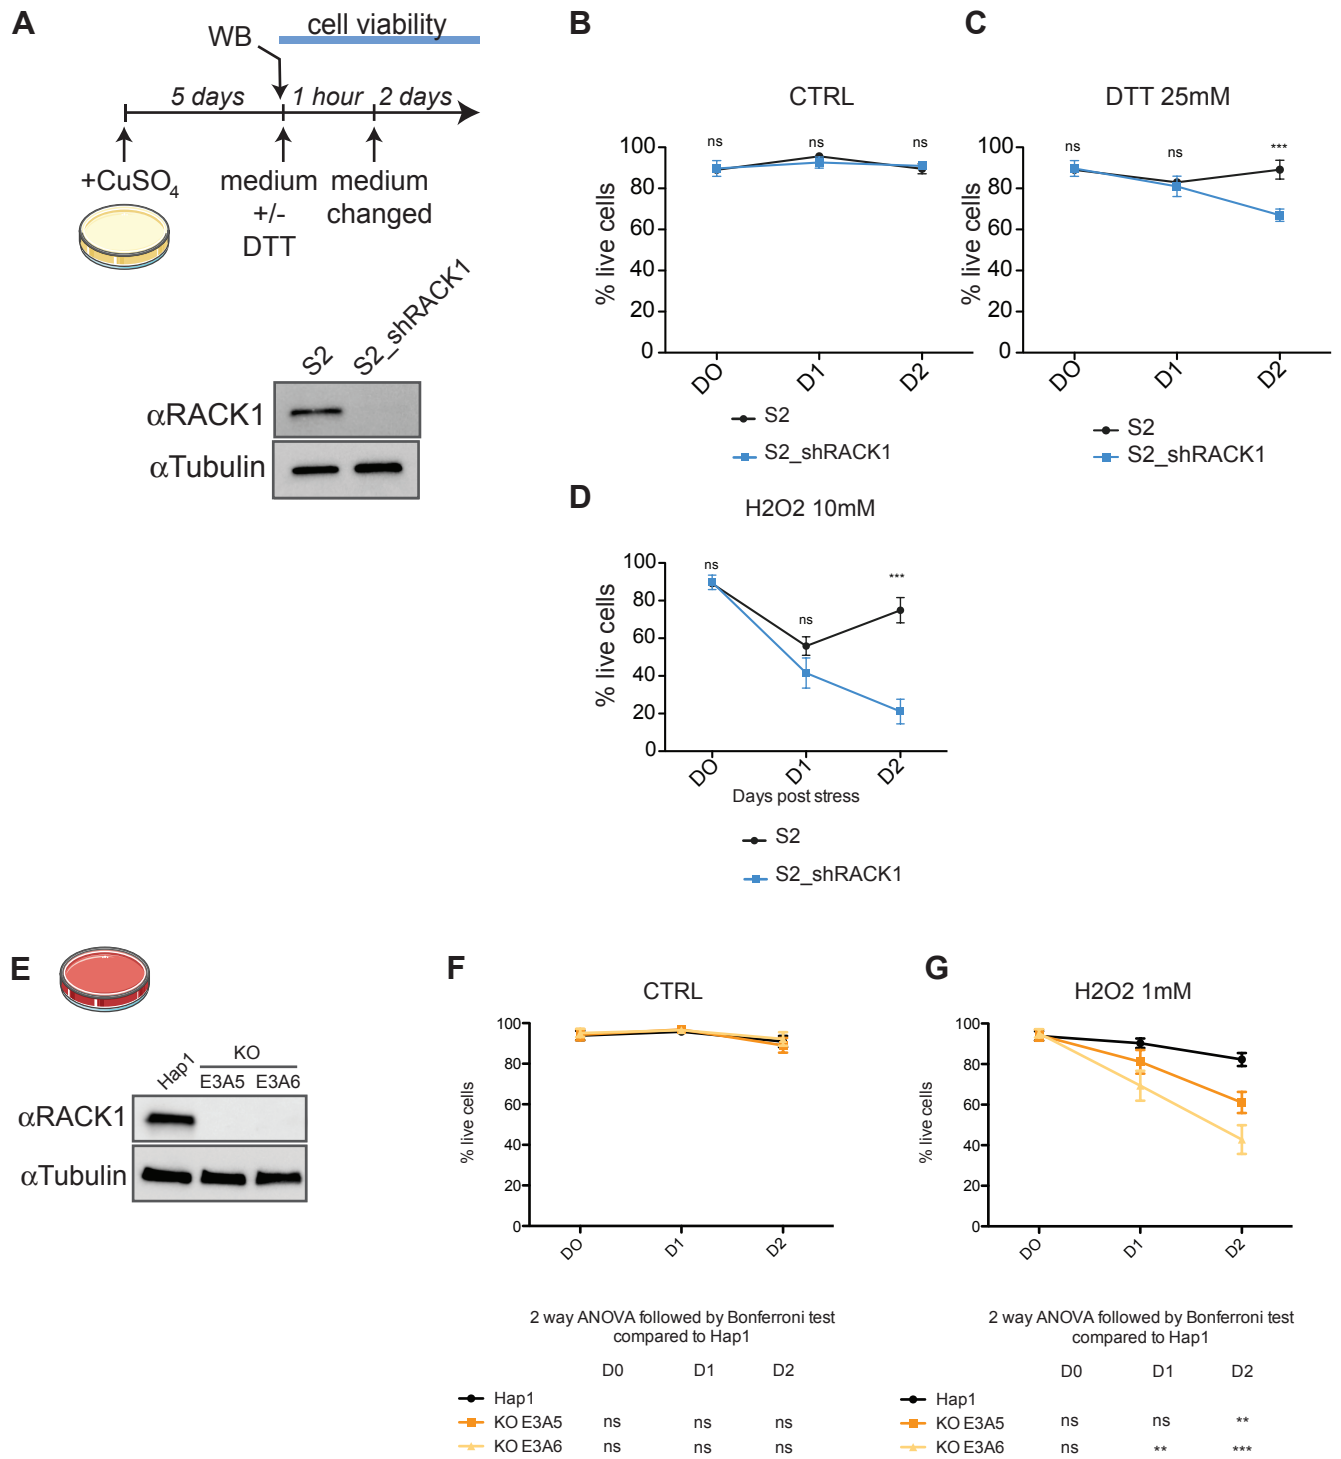 A
WB
cell viability
5 days
1 hour
2 days
+CuSO4
medium
+/-
DTT
medium
changed
S2
S2_shRACK1
αRACK1
αTubulin
B
CTRL
% live cells
100
80
60
40
20
0
ns
ns
ns
DO
D1
D2
S2
S2_shRACK1
C
DTT 25mM
% live cells
100
80
60
40
20
0
ns
ns
***
DO
D1
D2
S2
S2_shRACK1
D
H2O2 10mM
% live cells
100
80
60
40
20
0
ns
ns
***
DO
D1
D2
Days post stress
S2
S2_shRACK1
E
Hap1
KO
E3A5
E3A6
αRACK1
αTubulin
F
CTRL
% live cells
100
80
60
40
20
0
DO
D1
D2
2 way ANOVA followed by Bonferroni test
compared to Hap1
D0 D1 D2
Hap1
KO E3A5 ns ns ns
KO E3A6 ns ns ns
G
H2O2 1mM
% live cells
100
80
60
40
20
0
DO
D1
D2
2 way ANOVA followed by Bonferroni test
compared to Hap1
D0 D1 D2
Hap1
KO E3A5 ns ns **
KO E3A6 ns ** ***